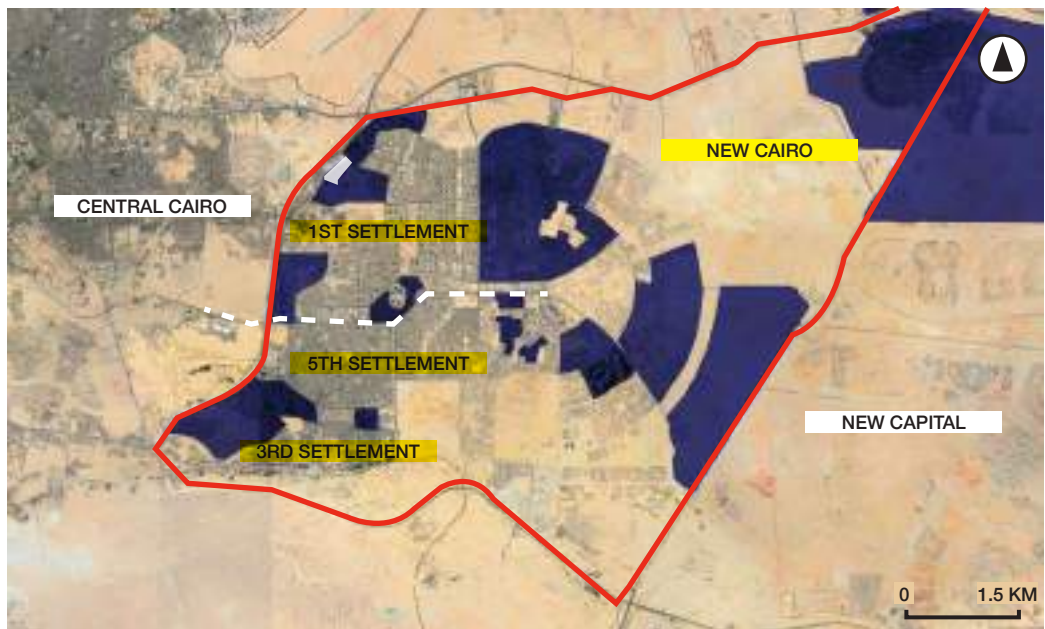 NEW CAIRO
CENTRAL CAIRO
1ST SETTLEMENT
5TH SETTLEMENT
NEW CAPITAL
3RD SETTLEMENT
0 1.5 KM